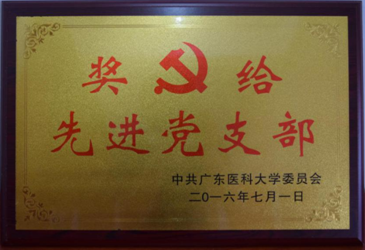 奖给
先进党支部
中共广东医科大学委员会
二0一六年七月一日